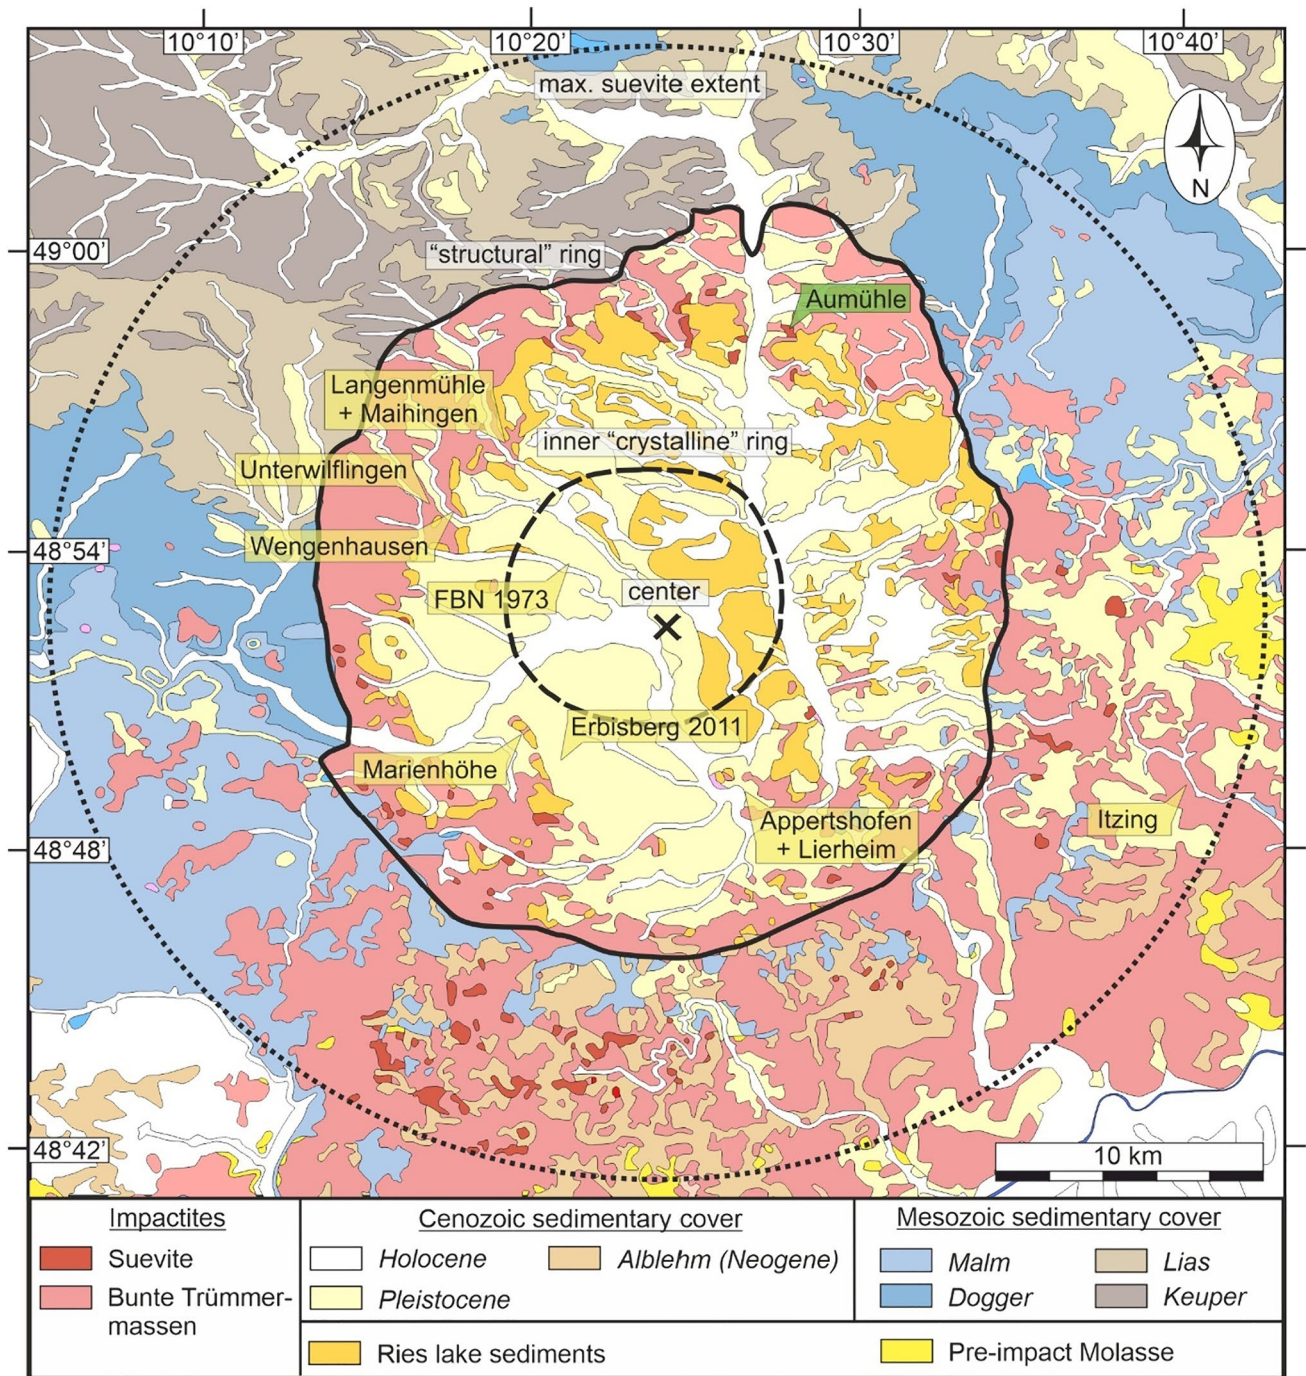 10°10’
10°20’
10°30’
10°40’
max. suevite extent
N
49°00’
“structural” ring
Aumühle
Langenmühle
+ Maihingen
inner “crystalline” ring
Unterwilflingen
Wengenhausen
48°54’
FBN 1973
center
Erbisberg 2011
Marienhöhe
Appertshofen
+ Lierheim
Itzing
48°48’
48°42’
10 km
Impactites
Suevite
Bunte Trümmer-
massen
Cenozoic sedimentary cover
Holocene
Alblehm (Neogene)
Pleistocene
Ries lake sediments
Mesozoic sedimentary cover
Malm
Lias
Dogger
Keuper
Pre-impact Molasse